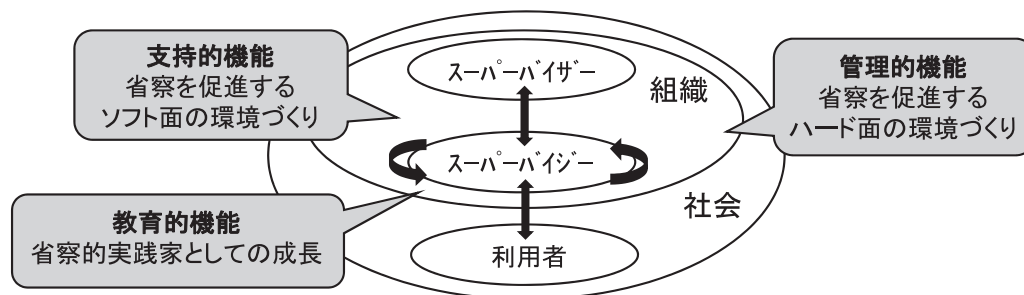 支持的機能
省察を促進する
ソフト面の環境づくり
スーパーバイザー
組織
管理的機能
省察を促進する
ハード面の環境づくり
スーパーバイジー
社会
教育的機能
省察的実践家としての成長
利用者